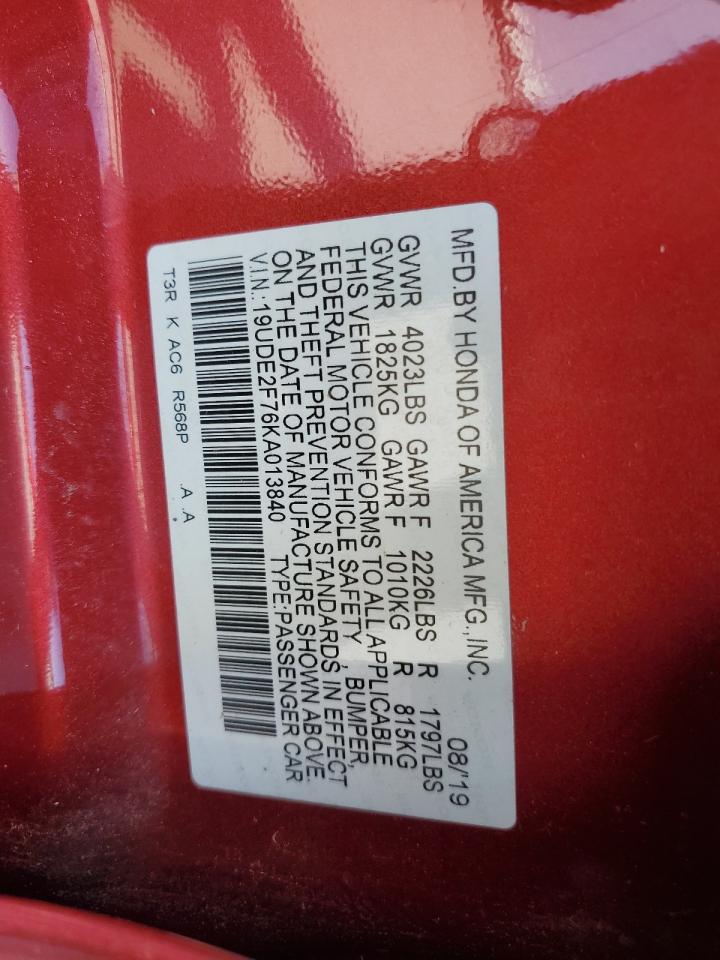 MFD.BY HONDA OF AMERICA MFG.,INC. 08/'19
GVWR 4023LBS GAWR F 2226LBS R 1797LBS
GVWR 1825KG GAWR F 1010KG R 815KG
THIS VEHICLE CONFORMS TO ALL APPLICABLE
FEDERAL MOTOR VEHICLE SAFETY, BUMPER,
AND THEFT PREVENTION STANDARDS IN EFFECT
ON THE DATE OF MANUFACTURE SHOWN ABOVE.
V.I.N.:19UDE2F76KA013840 TYPE:PASSENGER CAR
T3R K AC6 R568P .A .A